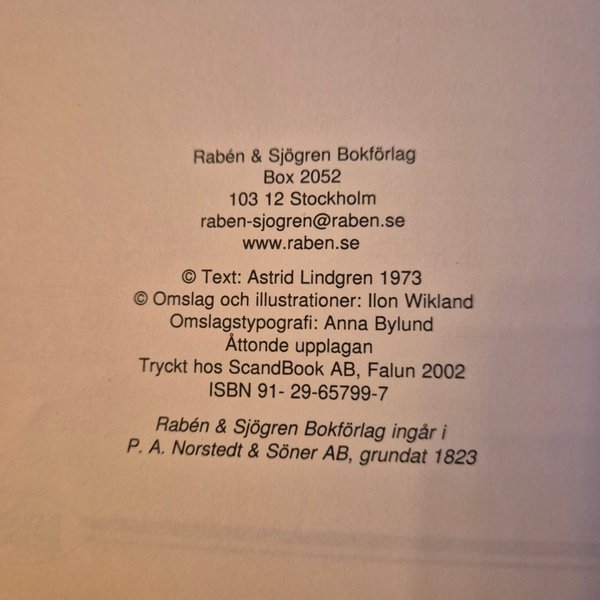 Rabén & Sjögren Bokförlag
Box 2052
103 12 Stockholm
raben-sjogren@raben.se
www.raben.se
© Text: Astrid Lindgren 1973
© Omslag och illustrationer: Ilon Wikland
Omslagstypografi: Anna Bylund
Åttonde upplagan
Tryckt hos ScandBook AB, Falun 2002
ISBN 91- 29-65799-7
Rabén & Sjögren Bokförlag ingår i
P. A. Norstedt & Söner AB, grundat 1823